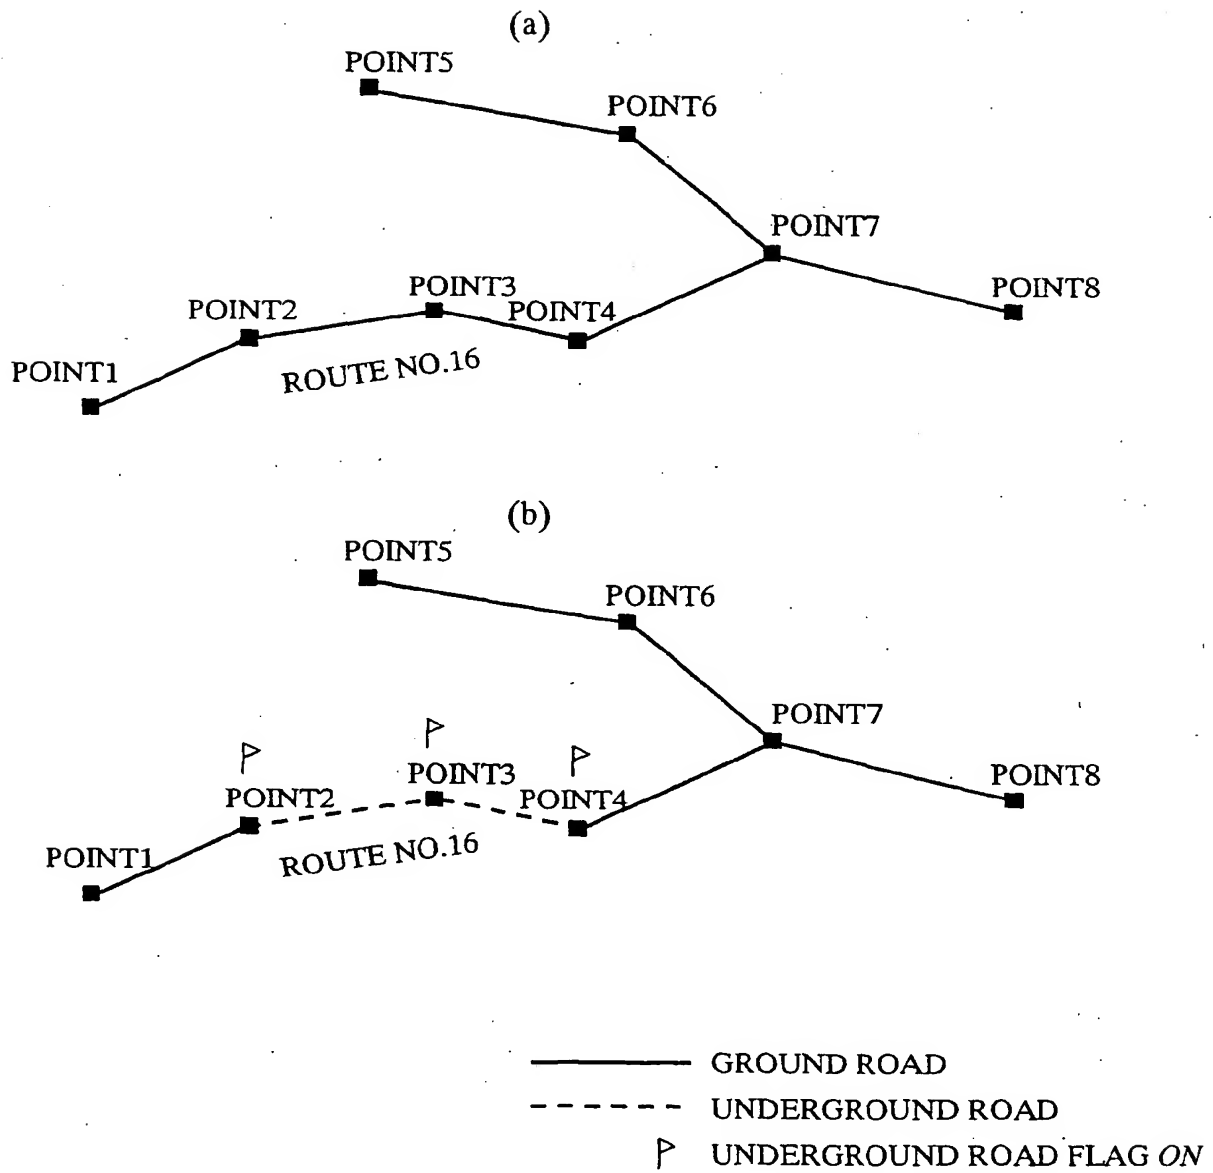 (a)
POINT5
POINT6
POINT7
POINT8
POINT3
POINT2
POINT4
POINT1
ROUTE NO.16
(b)
POINT5
POINT6
POINT7
POINT8
POINT3
POINT2
POINT4
POINT1
ROUTE NO.16
GROUND ROAD
UNDERGROUND ROAD
UNDERGROUND ROAD FLAG ON